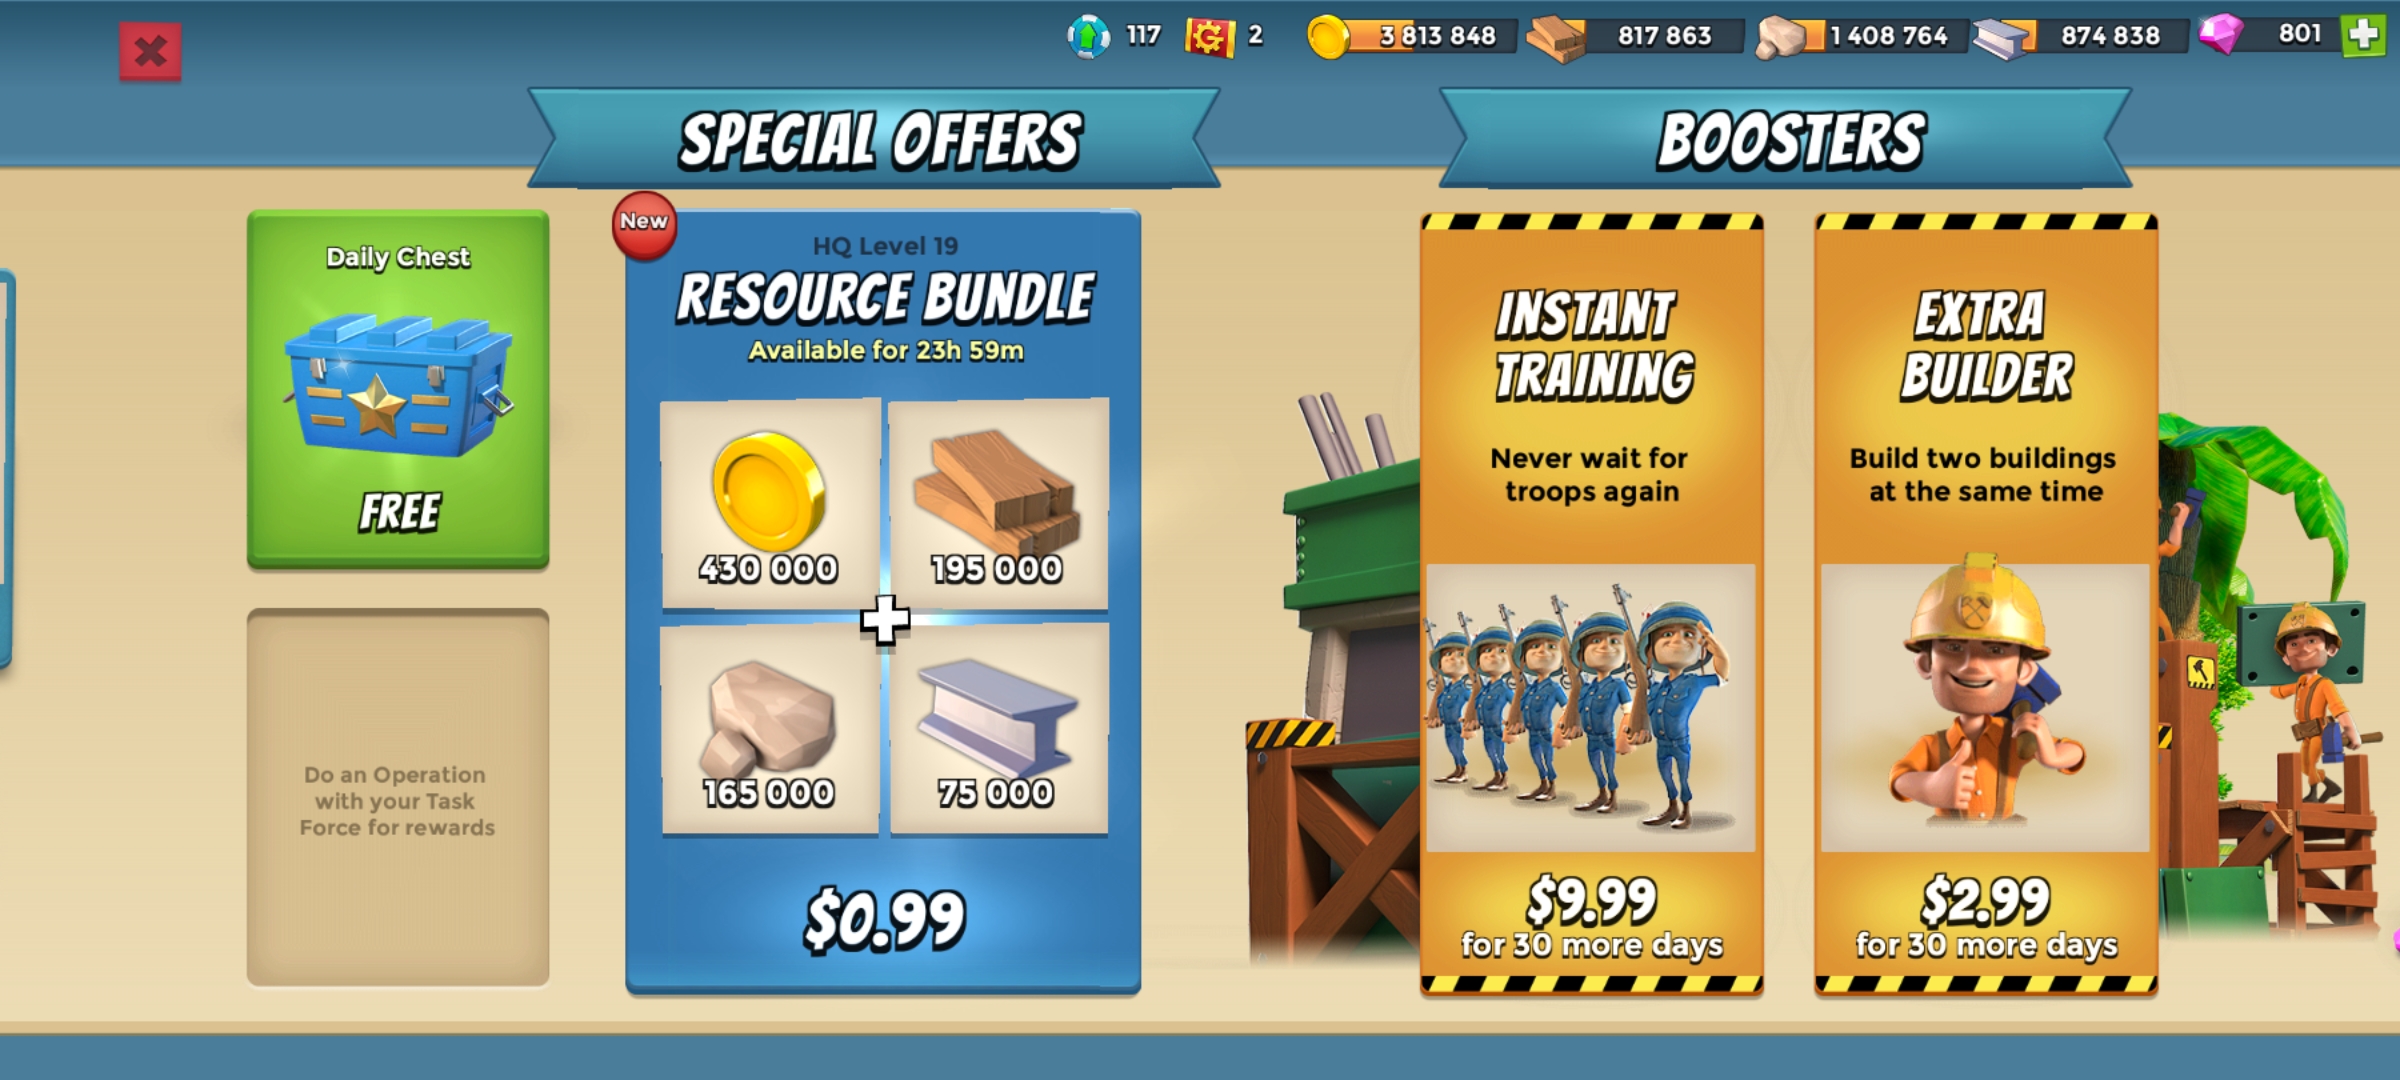 117
2
3 813 848
817 863
1 408 764
874 838
801
SPECIAL OFFERS
BOOSTERS
Daily Chest
FREE
Do an Operation
with your Task
Force for rewards
New
HQ Level 19
RESOURCE BUNDLE
Available for 23h 59m
430 000
195 000
165 000
75 000
$0.99
INSTANT
TRAINING
Never wait for
troops again
$9.99
for 30 more days
EXTRA
BUILDER
Build two buildings
at the same time
$2.99
for 30 more days